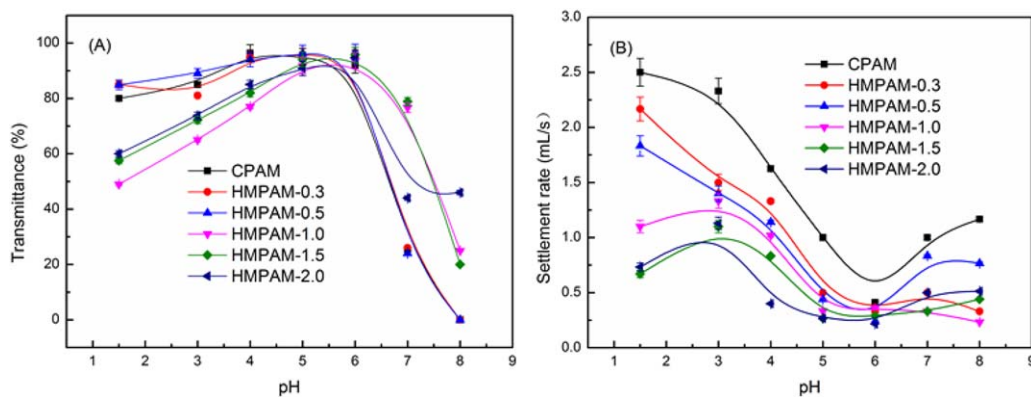 (A)
Transmittance (%)
100
80
60
40
20
0
CPAM
HMPAM-0.3
HMPAM-0.5
HMPAM-1.0
HMPAM-1.5
HMPAM-2.0
1 2 3 4 5 6 7 8 9
pH
(B)
Settlement rate (mL/s)
3.0
2.5
2.0
1.5
1.0
0.5
0.0
CPAM
HMPAM-0.3
HMPAM-0.5
HMPAM-1.0
HMPAM-1.5
HMPAM-2.0
1 2 3 4 5 6 7 8 9
pH